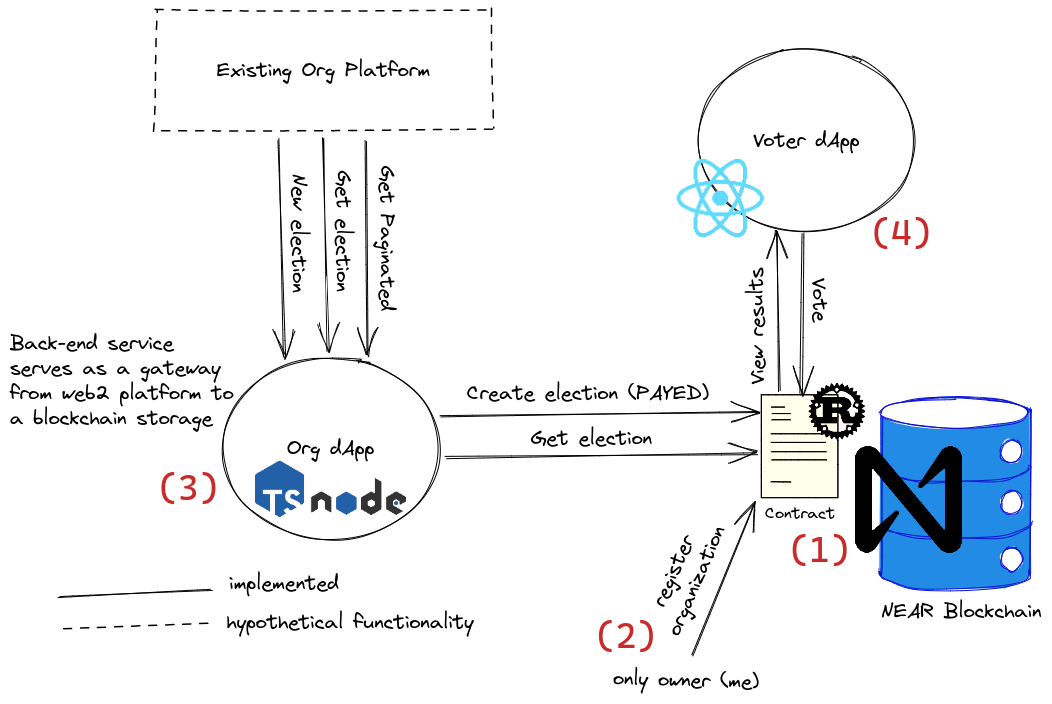 Existing Org Platform
Voter dApp
New election
Get election
Get Paginated
(4)
View results
Vote
Back-end service
serves as a gateway
from web2 platform to
a blockchain storage
Create election (PAYED)
Get election
R
Org dApp
(3)
TS
node
Contract
(1)
register
organization
implemented
hypothetical functionality
NEAR Blockchain
(2)
only owner (me)